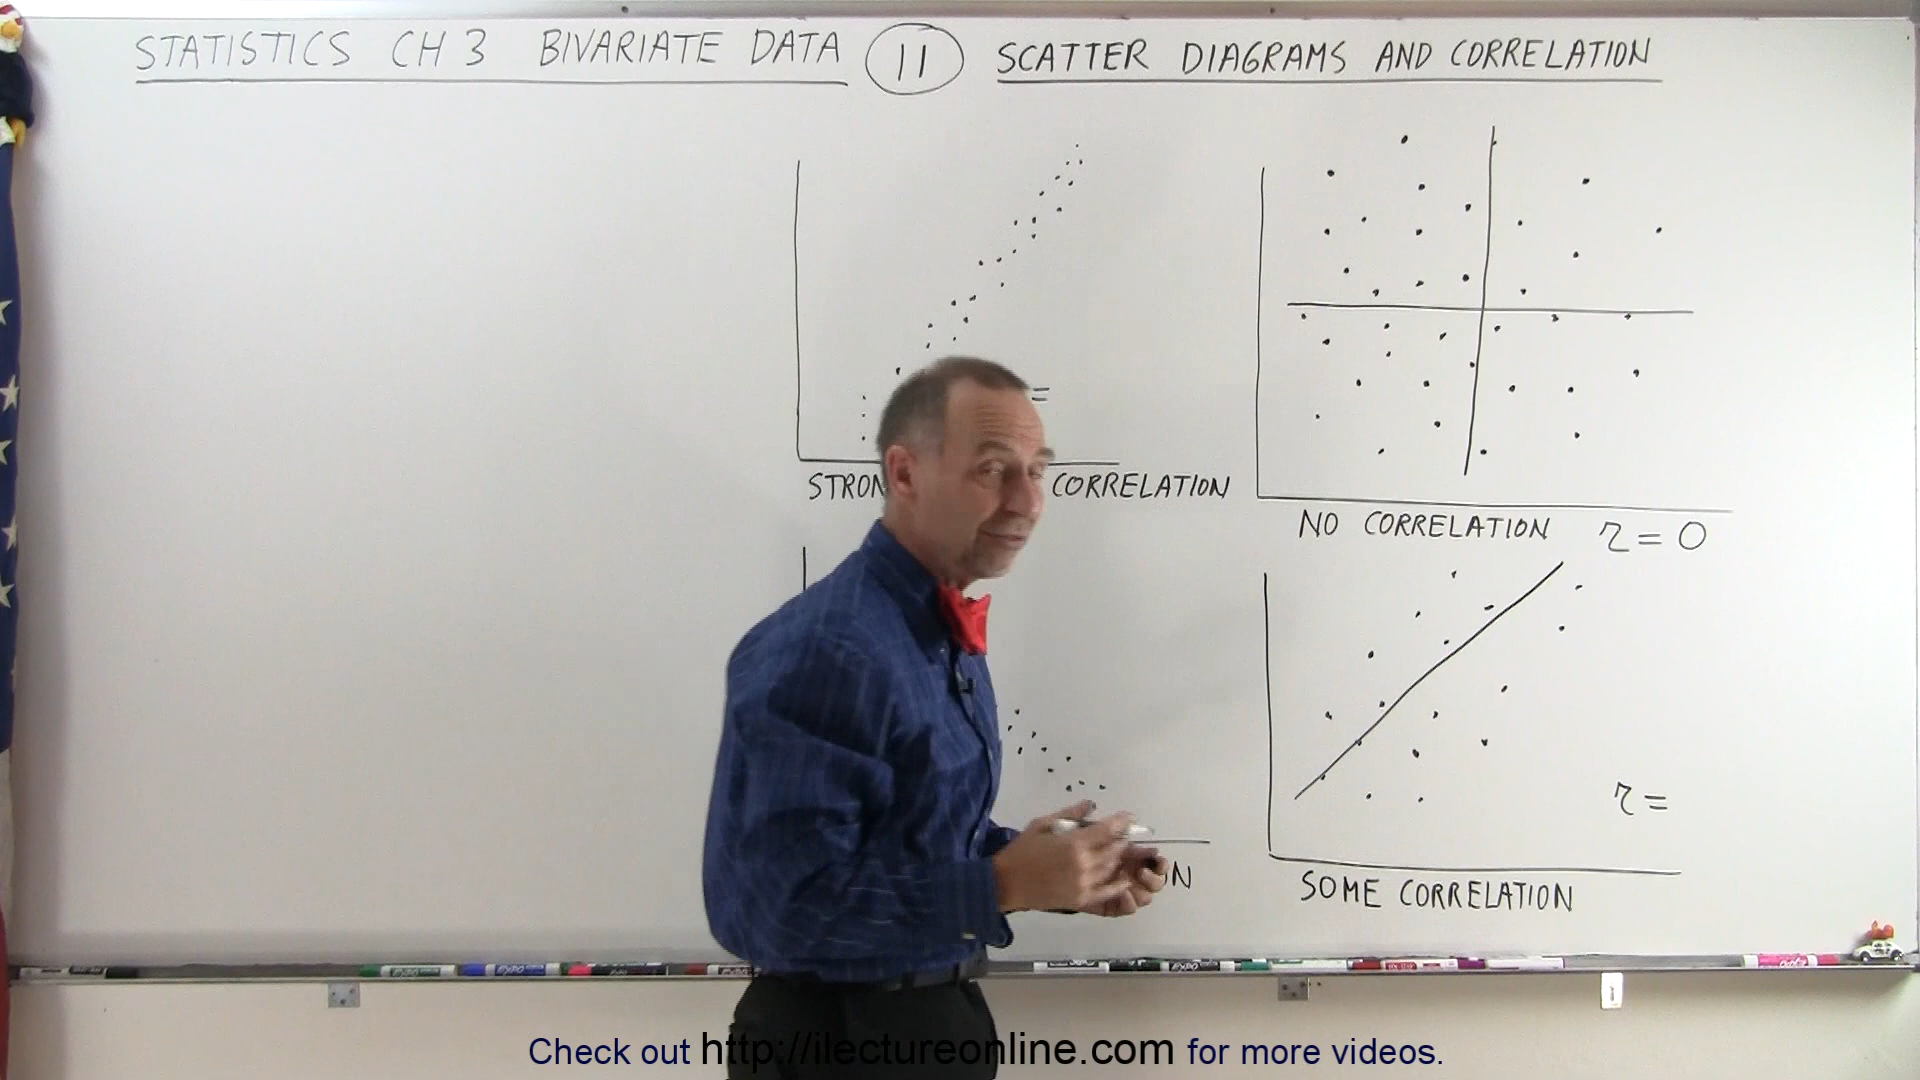 STATISTICS CH 3 BIVARIATE DATA 11 SCATTER DIAGRAMS AND CORRELATION
=
CORRELATION
NO CORRELATION r = 0
r =
SOME CORRELATION
Check out http://ilectureonline.com for more videos.